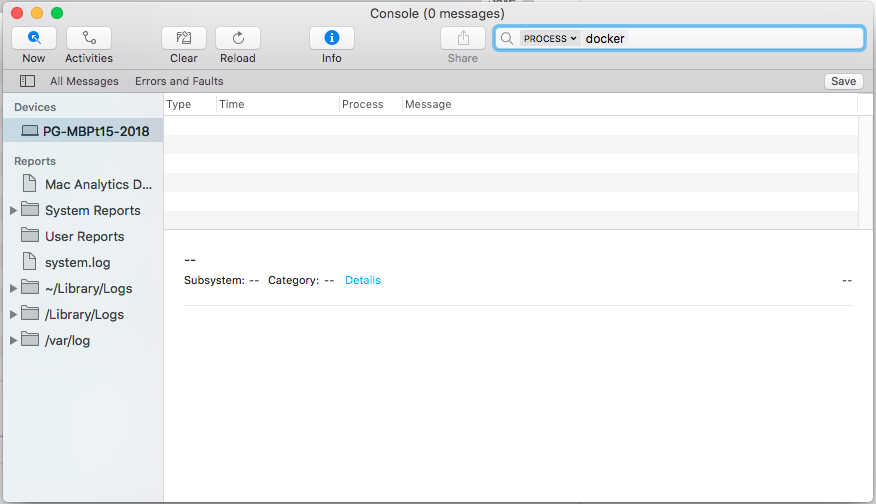 Console (0 messages)
Now Activities Clear Reload Info Share PROCESS docker
All Messages Errors and Faults Save
Devices
PG-MBPt15-2018
Reports
Mac Analytics D...
System Reports
User Reports
system.log
~/Library/Logs
/Library/Logs
/var/log
Type Time Process Message
--
Subsystem: -- Category: -- Details --